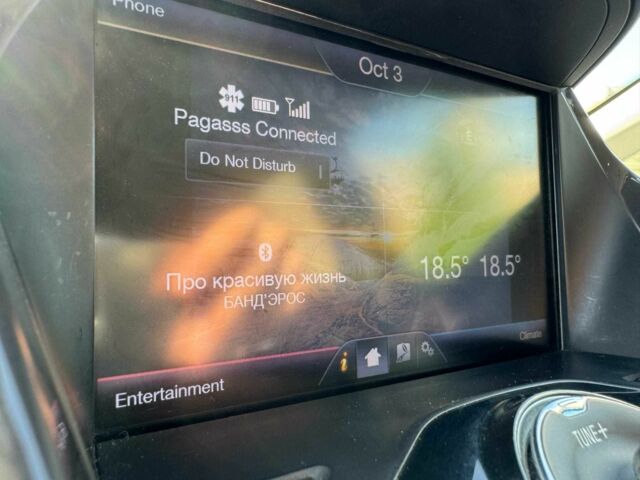 Phone
Oct 3
911
Pagasss Connected
Do Not Disturb
Про красивую жизнь
БАНД'ЭРОС
18.5° 18.5°
Climate
Entertainment
TUNE+